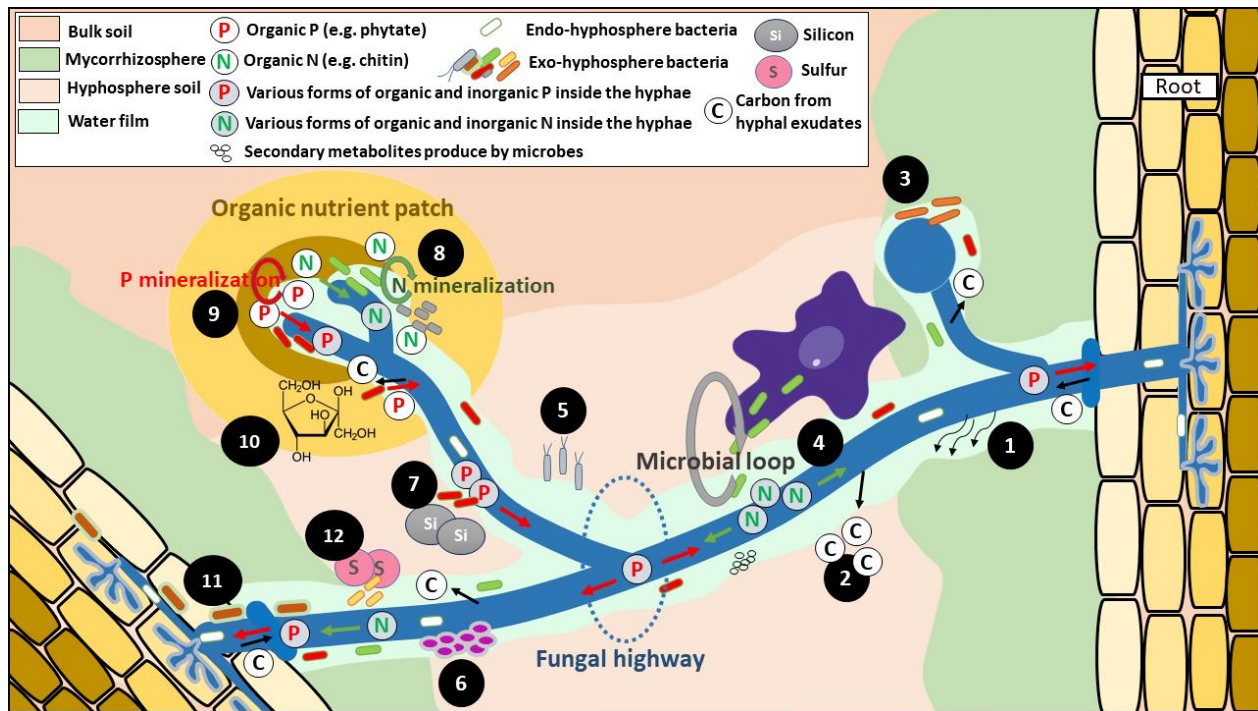 Bulk soil
Mycorrhizosphere
Hyphosphere soil
Water film
P Organic P (e.g. phytate)
N Organic N (e.g. chitin)
P Various forms of organic and inorganic P inside the hyphae
N Various forms of organic and inorganic N inside the hyphae
Secondary metabolites produce by microbes
Endo-hyphosphere bacteria
Exo-hyphosphere bacteria
Si Silicon
S Sulfur
C Carbon from
hyphal exudates
Root
3
Organic nutrient patch
N
N
8
P mineralization
N mineralization
P
9
P
N
P
N
C
C
P
P
C
CH₂OH
O
OH
HO
CH₂OH
OH
10
5
1
Microbial loop
4
P
P
7
Si
Si
N
N
N
12
S
S
C
C
C
C
2
P
11
C
P
N
C
6
Fungal highway